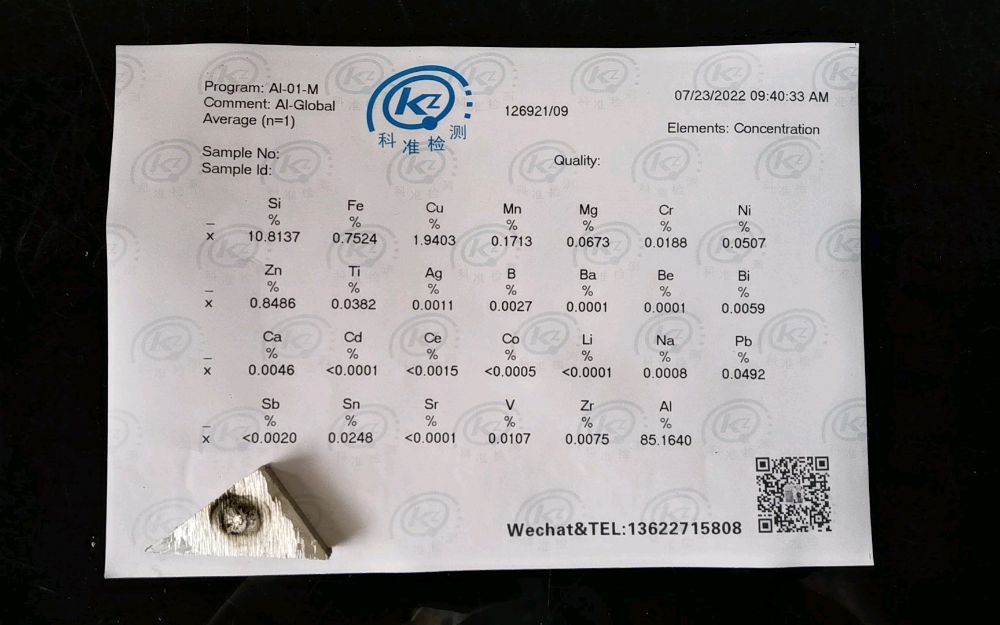 Program: Al-01-M
Comment: Al-Global
Average (n=1)
KZ
科准检测
126921/09
07/23/2022 09:40:33 AM
Elements: Concentration
Sample No:
Sample Id:
Quality:
Si Fe Cu Mn Mg Cr Ni
% % % % % % %
x 10.8137 0.7524 1.9403 0.1713 0.0673 0.0188 0.0507
Zn Ti Ag B Ba Be Bi
% % % % % % %
x 0.8486 0.0382 0.0011 0.0027 0.0001 0.0001 0.0059
Ca Cd Ce Co Li Na Pb
% % % % % % %
x 0.0046 <0.0001 <0.0015 <0.0005 <0.0001 0.0008 0.0492
Sb Sn Sr V Zr Al
% % % % % %
x <0.0020 0.0248 <0.0001 0.0107 0.0075 85.1640
Wechat&TEL:13622715808